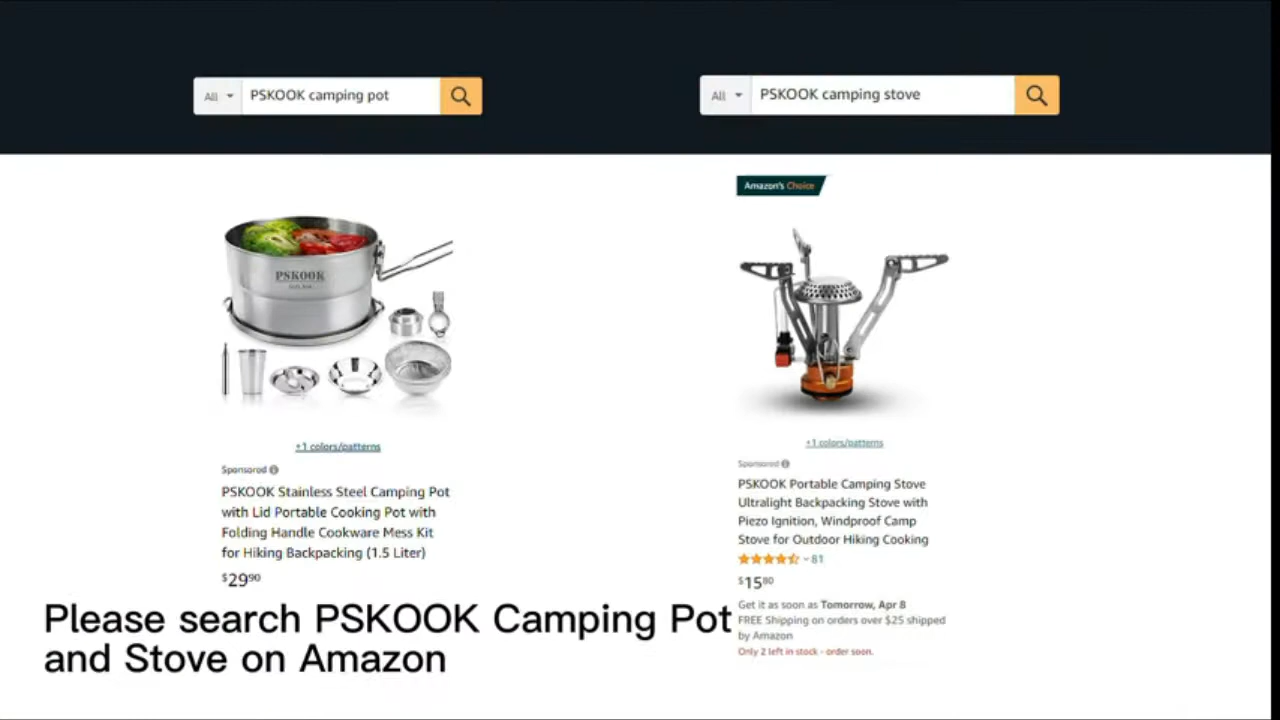 All
PSKOOK camping pot
All
PSKOOK camping stove
PSKOOK
+1 colors/patterns
Sponsored
PSKOOK Stainless Steel Camping Pot
with Lid Portable Cooking Pot with
Folding Handle Cookware Mess Kit
for Hiking Backpacking (1.5 Liter)
$2990
Amazon's Choice
+1 colors/patterns
Sponsored
PSKOOK Portable Camping Stove
Ultralight Backpacking Stove with
Piezo Ignition, Windproof Camp
Stove for Outdoor Hiking Cooking
81
$1580
Get it as soon as Tomorrow, Apr 8
FREE Shipping on orders over $25 shipped
by Amazon
Only 2 left in stock - order soon.
Please search PSKOOK Camping Pot
and Stove on Amazon